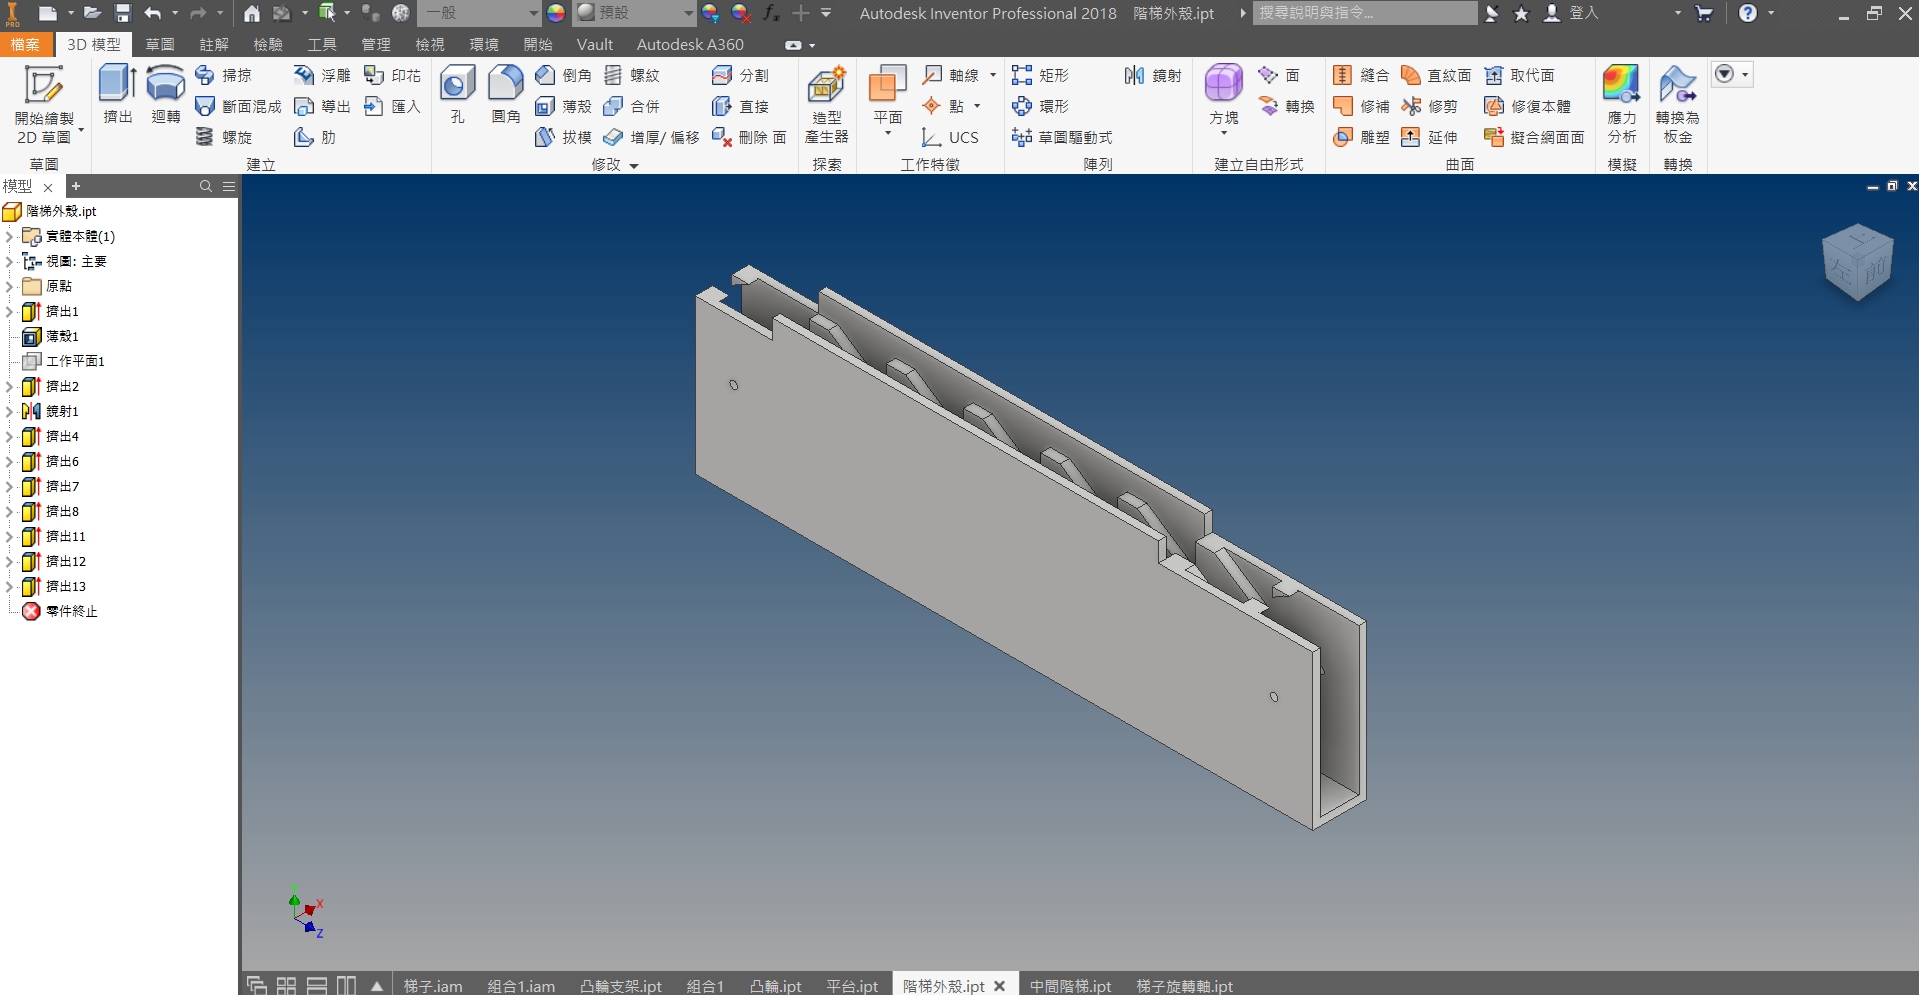 一般 預設 Autodesk Inventor Professional 2018 階梯外殼.ipt 搜尋說明與指令... 登入
PRO
檔案 3D 模型 草圖 註解 檢驗 工具 管理 檢視 環境 開始 Vault Autodesk A360
開始繪製
2D 草圖
擠出 迴轉
掃掠 浮雕 印花
斷面混成 導出 匯入
螺旋 肋
孔 圓角
倒角 螺紋 分割
薄殼 合併 直接
拔模 增厚/ 偏移 刪除 面
造型
產生器
平面
軸線
點
UCS
矩形 鏡射
環形
草圖驅動式
方塊
面
轉換
縫合 直紋面 取代面
修補 修剪 修復本體
雕塑 延伸 擬合網面面
應力
分析
轉換為
板金
草圖 建立 修改 探索 工作特徵 陣列 建立自由形式 曲面 模擬 轉換
模型
階梯外殼.ipt
實體本體(1)
視圖: 主要
原點
擠出1
薄殼1
工作平面1
擠出2
鏡射1
擠出4
擠出6
擠出7
擠出8
擠出11
擠出12
擠出13
零件終止
上
左 前
Y
X
Z
梯子.iam 組合1.iam 凸輪支架.ipt 組合1 凸輪.ipt 平台.ipt 階梯外殼.ipt 中間階梯.ipt 梯子旋轉軸.ipt